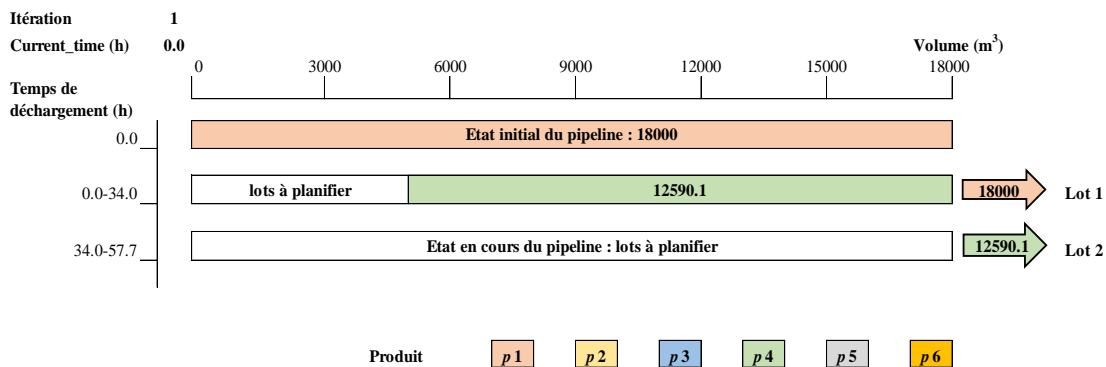 Itération 1
Current_time (h) 0.0
Volume (m³)
0 3000 6000 9000 12000 15000 18000
Temps de
déchargement (h)
0.0 Etat initial du pipeline : 18000
0.0-34.0 lots à planifier 12590.1 18000 Lot 1
34.0-57.7 Etat en cours du pipeline : lots à planifier 12590.1 Lot 2
Produit p 1 p 2 p 3 p 4 p 5 p 6